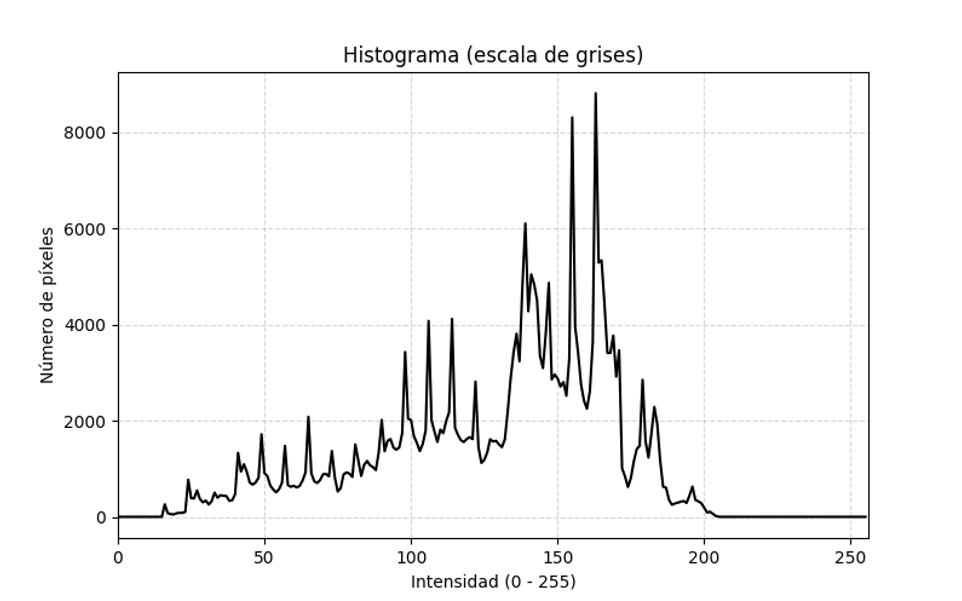 Histograma (escala de grises)
8000
6000
4000
2000
0
Número de píxeles
0 50 100 150 200 250
Intensidad (0 - 255)